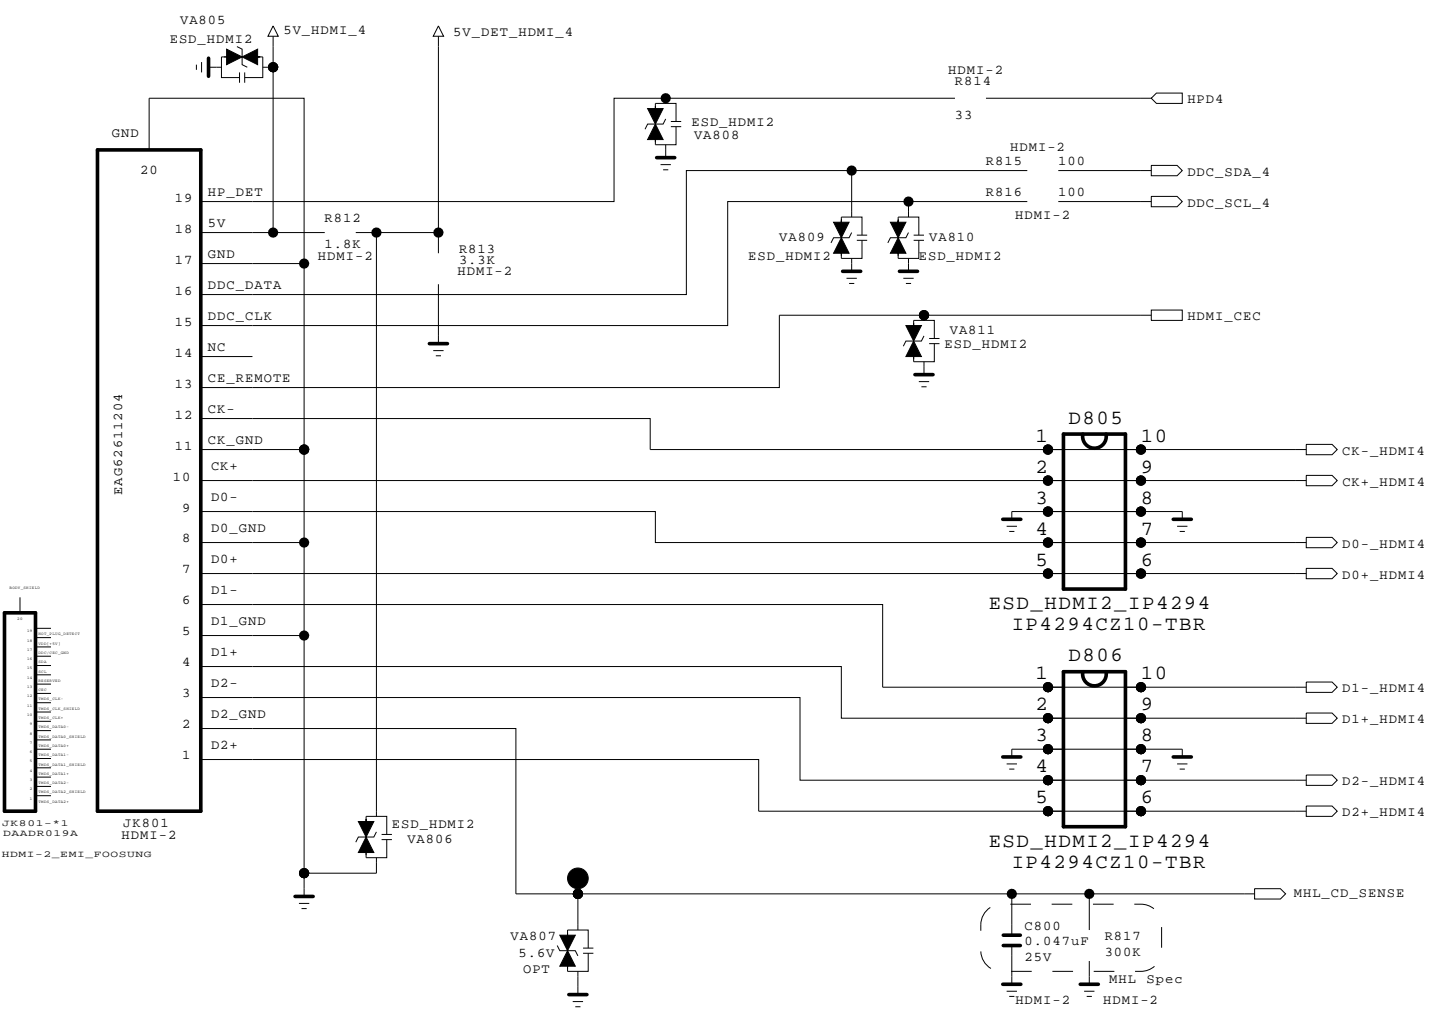 VA805
ESD_HDMI2
5V_HDMI_4
5V_DET_HDMI_4
HDMI-2
R814
33
HPD4
ESD_HDMI2
VA808
GND
20
HDMI-2
R815
100
DDC_SDA_4
R816
100
DDC_SCL_4
HDMI-2
19
HP_DET
18
5V
R812
1.8K
HDMI-2
R813
3.3K
HDMI-2
VA809
ESD_HDMI2
VA810
ESD_HDMI2
17
GND
16
DDC_DATA
15
DDC_CLK
14
NC
13
CE_REMOTE
HDMI_CEC
VA811
ESD_HDMI2
12
CK-
11
CK_GND
10
CK+
9
D0-
8
D0_GND
7
D0+
6
D1-
5
D1_GND
4
D1+
3
D2-
2
D2_GND
1
D2+
EAG62611204
JK801
HDMI-2
D805
1
10
CK-_HDMI4
2
9
CK+_HDMI4
3
8
4
7
D0-_HDMI4
5
6
D0+_HDMI4
ESD_HDMI2_IP4294
IP4294CZ10-TBR
D806
1
10
D1-_HDMI4
2
9
D1+_HDMI4
3
8
4
7
D2-_HDMI4
5
6
D2+_HDMI4
ESD_HDMI2_IP4294
IP4294CZ10-TBR
JK801-*1
DAADR019A
HDMI-2_EMI_FOOSUNG
ESD_HDMI2
VA806
MHL_CD_SENSE
VA807
5.6V
OPT
C800
0.047uF
25V
R817
300K
MHL Spec
HDMI-2
HDMI-2